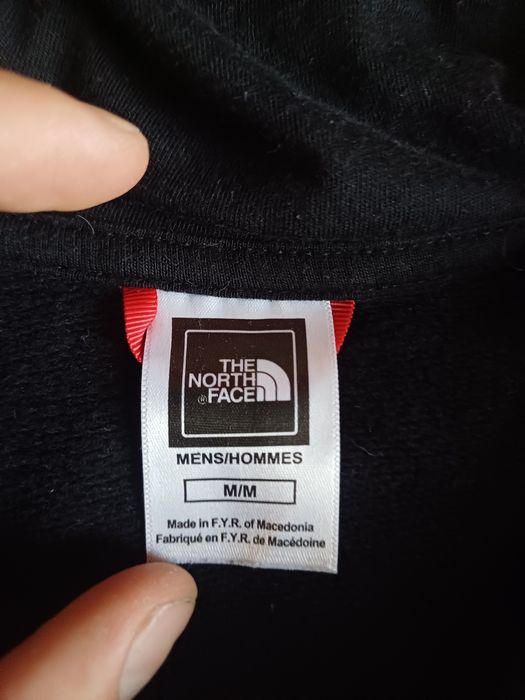 THE
NORTH
FACE®
MENS/HOMMES
M/M
Made in F.Y.R. of Macedonia
Fabriqué en F.Y.R. de Macédoine